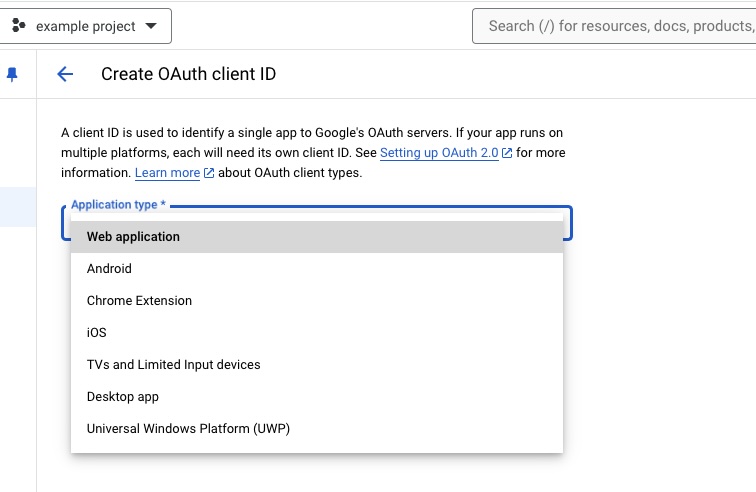 example project
Search (/) for resources, docs, products,
Create OAuth client ID
A client ID is used to identify a single app to Google's OAuth servers. If your app runs on
multiple platforms, each will need its own client ID. See Setting up OAuth 2.0 for more
information. Learn more about OAuth client types.
Application type *
Web application
Android
Chrome Extension
iOS
TVs and Limited Input devices
Desktop app
Universal Windows Platform (UWP)